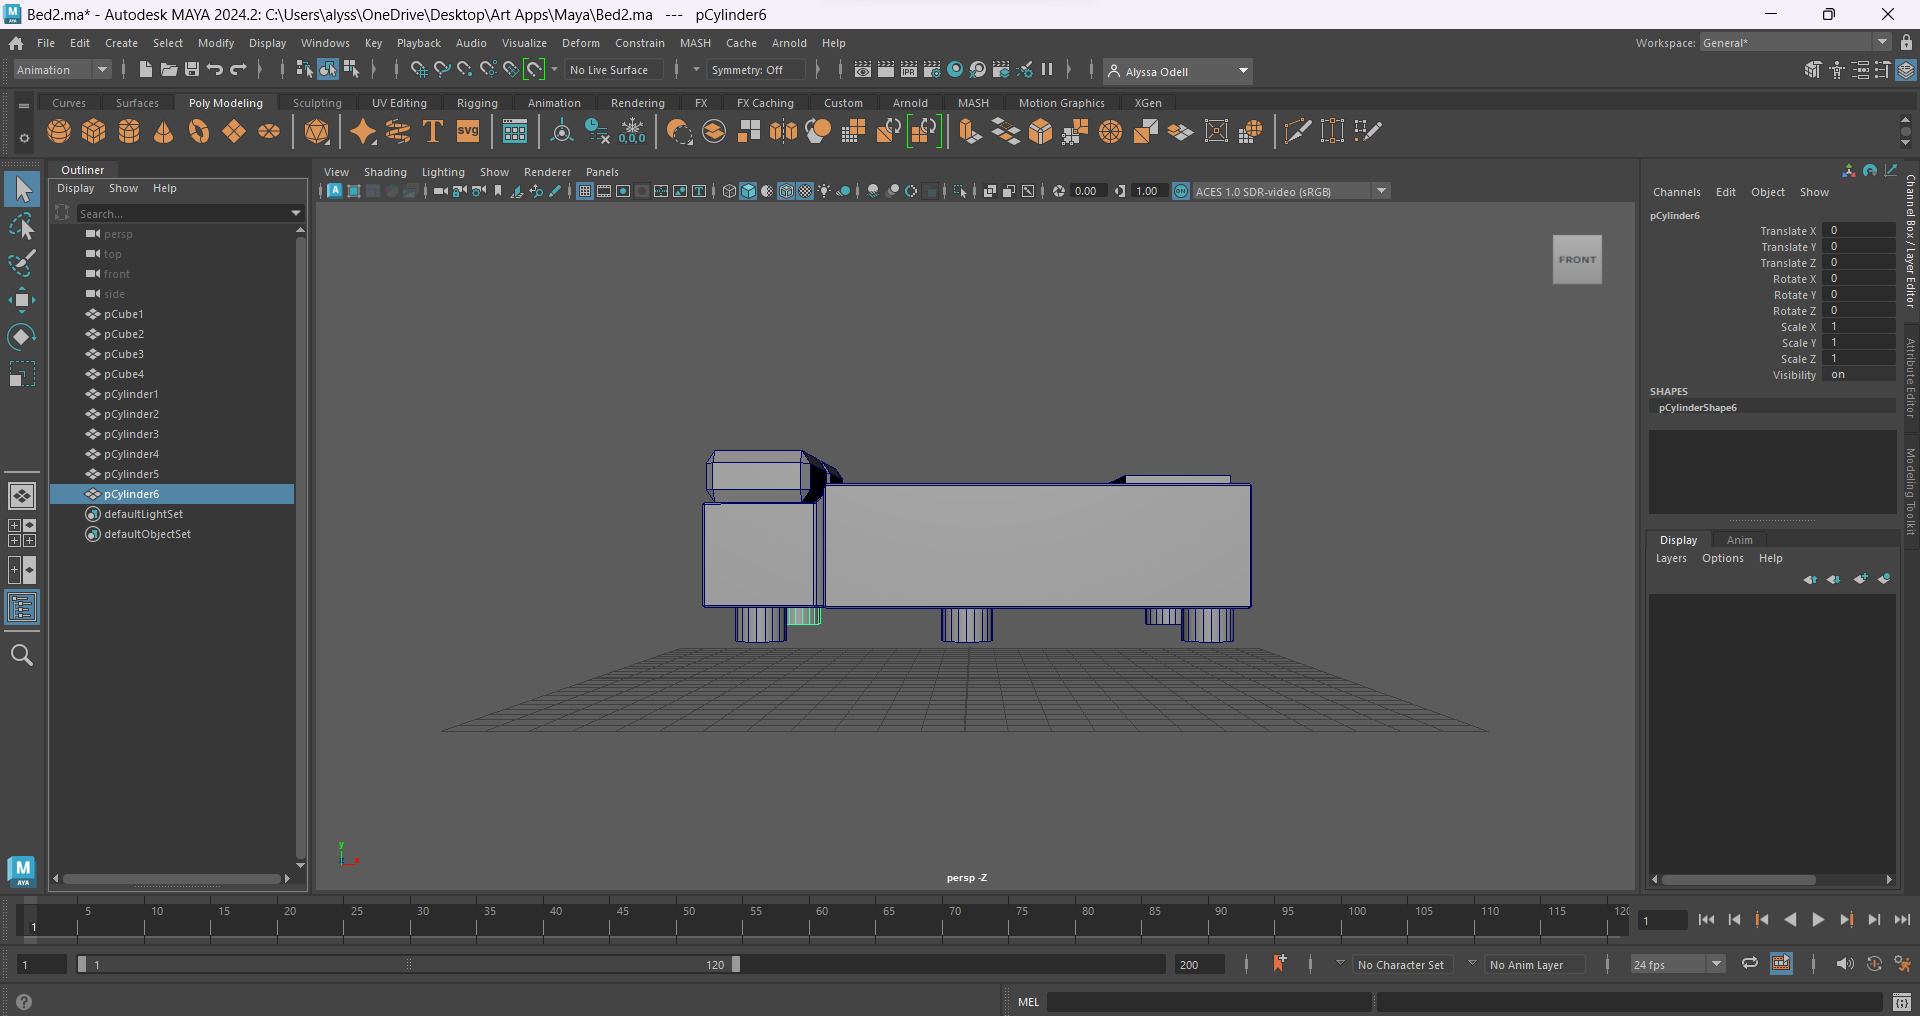 Bed2.ma* - Autodesk MAYA 2024.2: C:\Users\alyss\OneDrive\Desktop\Art Apps\Maya\Bed2.ma --- pCylinder6
File Edit Create Select Modify Display Windows Key Playback Audio Visualize Deform Constrain MASH Cache Arnold Help
Workspace: General*
Animation
No Live Surface
Symmetry: Off
IPR
Alyssa Odell
Curves Surfaces Poly Modeling Sculpting UV Editing Rigging Animation Rendering FX FX Caching Custom Arnold MASH Motion Graphics XGen
T
SVG
0,0,0
Outliner
Display Show Help
Search...
persp
top
front
side
pCube1
pCube2
pCube3
pCube4
pCylinder1
pCylinder2
pCylinder3
pCylinder4
pCylinder5
pCylinder6
defaultLightSet
defaultObjectSet
View Shading Lighting Show Renderer Panels
0.00
1.00
ON
ACES 1.0 SDR-video (sRGB)
FRONT
y
x
z
persp -Z
Channels Edit Object Show
pCylinder6
Translate X 0
Translate Y 0
Translate Z 0
Rotate X 0
Rotate Y 0
Rotate Z 0
Scale X 1
Scale Y 1
Scale Z 1
Visibility on
SHAPES
pCylinderShape6
Display Anim
Layers Options Help
Channel Box / Layer Editor
Attribute Editor
Modeling Toolkit
M
AYA
5 10 15 20 25 30 35 40 45 50 55 60 65 70 75 80 85 90 95 100 105 110 115 120
1
1
1
1
120
200
No Character Set
No Anim Layer
24 fps
MEL